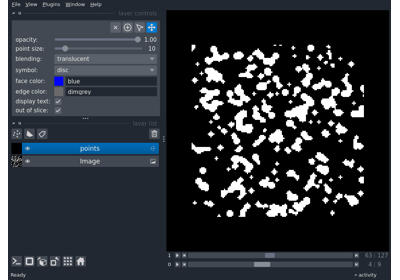 File View Plugins Window Help
layer controls
opacity: 1.00
point size: 10
blending: translucent
symbol: disc
face color: blue
edge color: dimgrey
display text:
out of slice:
layer list
points
Image
1 63 127
0 4 9
Ready activity